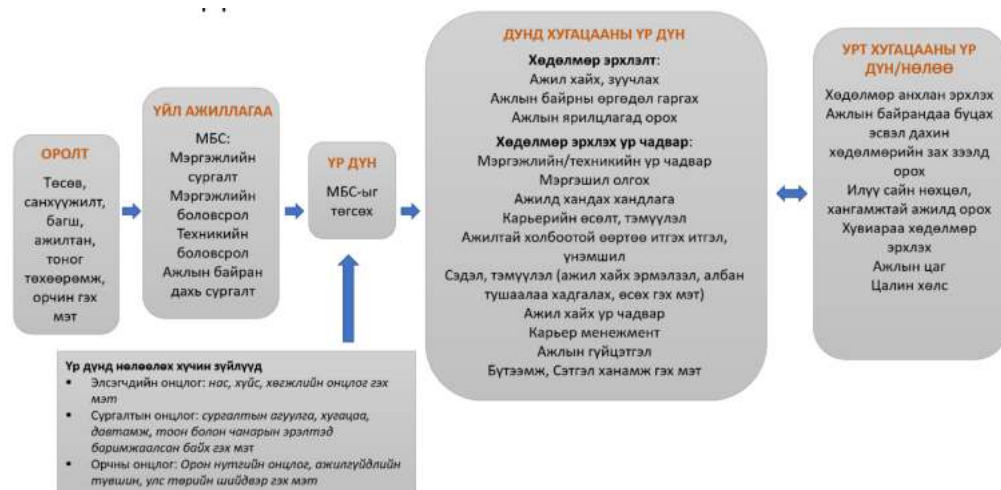 ОРОЛТ
Төсөв,
санхүүжилт,
багш,
ажилтан,
тоног
төхөөрөмж,
орчин гэх
мэт
ҮЙЛ АЖИЛЛАГАА
МБС:
Мэргэжлийн
сургалт
Мэргэжлийн
боловсрол
Техникийн
боловсрол
Ажлын байран
дахь сургалт
ҮР ДҮН
МБС-ыг
төгсөх
ДУНД ХУГАЦААНЫ ҮР ДҮН
Хөдөлмөр эрхлэлт:
Ажил хайх, зуучлах
Ажлын байрны өргөдөл гаргах
Ажлын ярилцлагад орох
Хөдөлмөр эрхлэх ур чадвар:
Мэргэжлийн/техникийн ур чадвар
Мэргэшил олгох
Ажилд хандах хандлага
Карьерийн өсөлт, тэмүүлэл
Ажилтай холбоотой өөртөө итгэх итгэл,
үнэмшил
Сэдэл, тэмүүлэл (ажил хайх эрмэлзэл, албан
тушаалаа хадгалах, өсөх гэх мэт)
Ажил хайх ур чадвар
Карьер менежмент
Ажлын гүйцэтгэл
Бүтээмж, Сэтгэл ханамж гэх мэт
УРТ ХУГАЦААНЫ ҮР
ДҮН/НӨЛӨӨ
Хөдөлмөр анхлан эрхлэх
Ажлын байрандаа буцах
эсвэл дахин
хөдөлмөрийн зах зээлд
орох
Илүү сайн нөхцөл,
хангамжтай ажилд орох
Хувиараа хөдөлмөр
эрхлэх
Ажлын цаг
Цалин хөлс
Үр дүнд нөлөөлөх хүчин зүйлүүд
▪ Элсэгчдийн онцлог: нас, хүйс, хөгжлийн онцлог гэх
мэт
▪ Сургалтын онцлог: сургалтын агуулга, хугацаа,
давтамж, тоон болон чанарын эрэлтэд
баримжаалсан байх гэх мэт
▪ Орчны онцлог: Орон нутгийн онцлог, ажилгүйдлийн
түвшин, улс төрийн шийдвэр гэх мэт